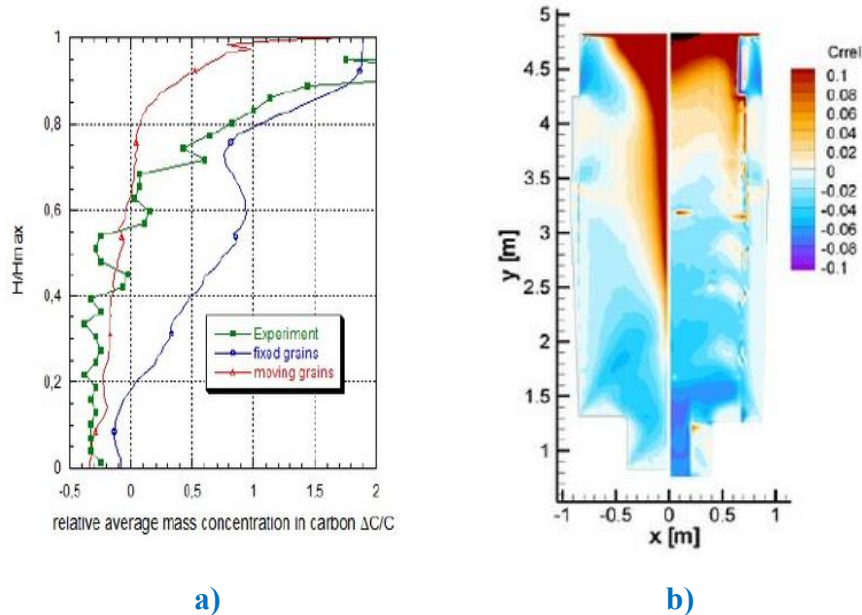 1
0,8
0,6
0,4
0,2
0
H/Hmax
Experiment
fixed grains
moving grains
-0,5 0 0,5 1 1,5 2
relative average mass concentration in carbon ΔC/C
a)
5
4.5
4
3.5
3
2.5
2
1.5
1
y [m]
-1 -0.5 0 0.5 1
x [m]
Crrel
0.1
0.08
0.06
0.04
0.02
0
-0.02
-0.04
-0.06
-0.08
-0.1
b)